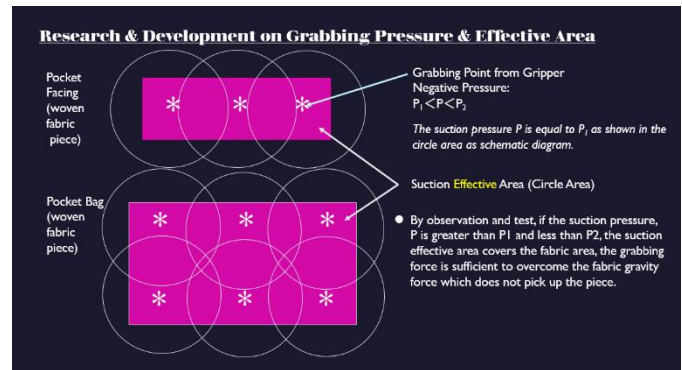 Research & Development on Grabbing Pressure & Effective Area
Pocket
Facing
(woven
fabric
piece)
* * *
Grabbing Point from Gripper
Negative Pressure:
P₁<P<P₂
The suction pressure P is equal to P₁ as shown in the
circle area as schematic diagram.
Suction Effective Area (Circle Area)
Pocket Bag
(woven
fabric
piece)
* * *
* * *
● By observation and test, if the suction pressure,
P is greater than P1 and less than P2, the suction
effective area covers the fabric area, the grabbing
force is sufficient to overcome the fabric gravity
force which does not pick up the piece.